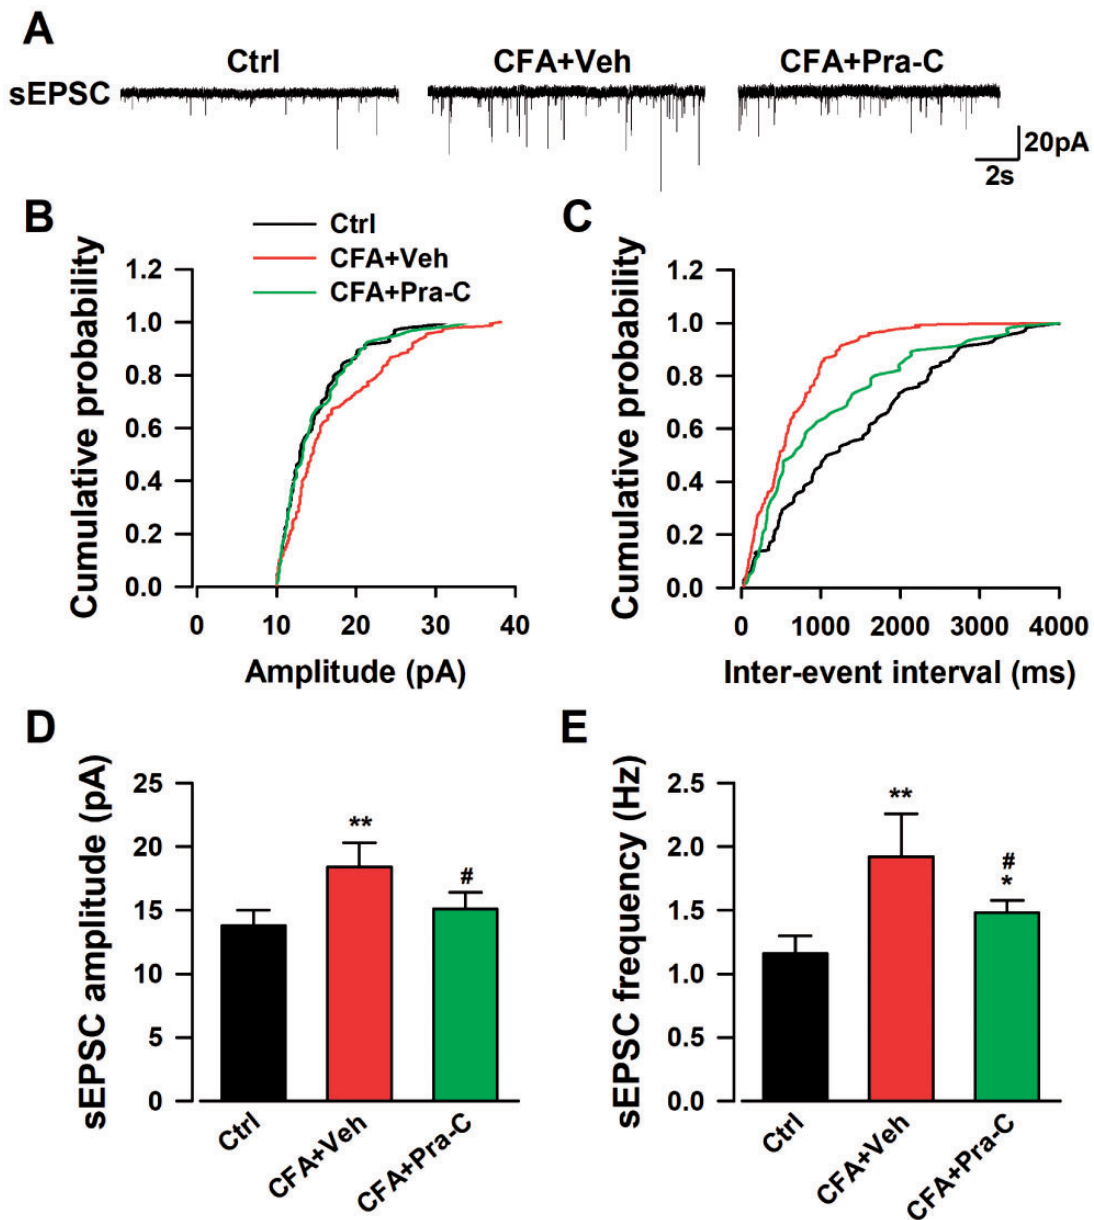 A
Ctrl
CFA+Veh
CFA+Pra-C
sEPSC
20pA
2s
B
Ctrl
CFA+Veh
CFA+Pra-C
Cumulative probability
1.2
1.0
0.8
0.6
0.4
0.2
0.0
0 10 20 30 40
Amplitude (pA)
C
Cumulative probability
1.2
1.0
0.8
0.6
0.4
0.2
0.0
0 1000 2000 3000 4000
Inter-event interval (ms)
D
sEPSC amplitude (pA)
25
20
15
10
5
0
**
#
Ctrl
CFA+Veh
CFA+Pra-C
E
sEPSC frequency (Hz)
2.5
2.0
1.5
1.0
0.5
0.0
**
#
*
Ctrl
CFA+Veh
CFA+Pra-C